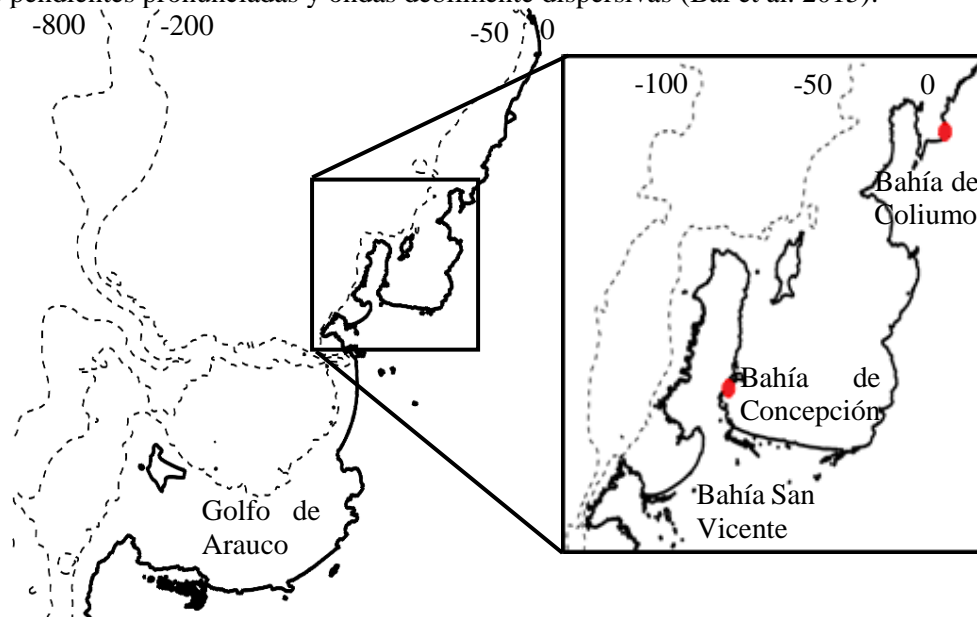 pendientes pronunciadas y ondas débilmente dispersivas (Bai et al. 2015).
-800 -200 -50 0
-100 -50 0
Bahía de
Coliumo
Bahía de
Concepción
Bahía San
Vicente
Golfo de
Arauco